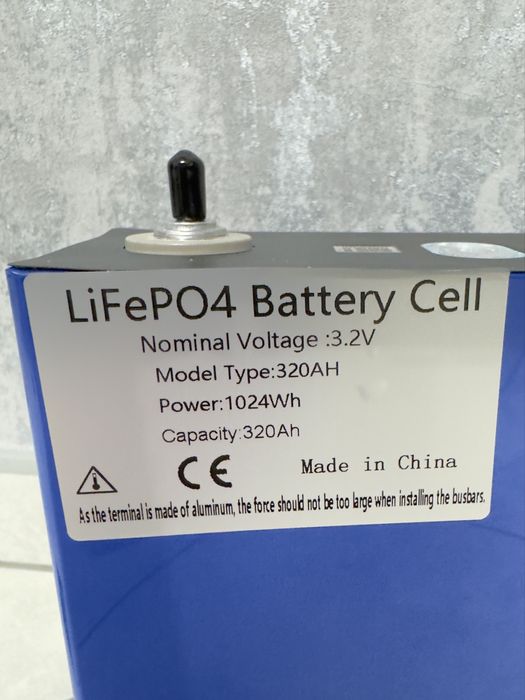 LiFePO4 Battery Cell
Nominal Voltage :3.2V
Model Type:320AH
Power:1024Wh
Capacity:320Ah
CE Made in China
As the terminal is made of aluminum, the force should not be too large when installing the busbars.